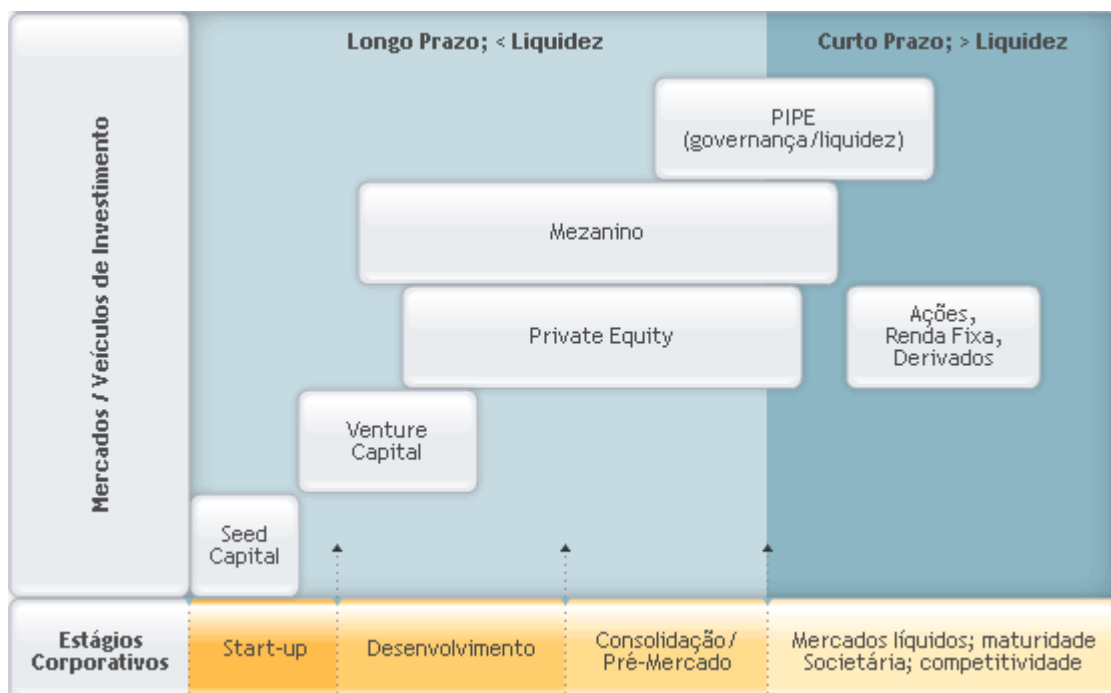 Longo Prazo; < Liquidez
Curto Prazo; > Liquidez
Mercados / Veículos de Investimento
PIPE
(governança/liquidez)
Mezanino
Private Equity
Ações,
Renda Fixa,
Derivados
Venture
Capital
Seed
Capital
Estágios
Corporativos
Start-up
Desenvolvimento
Consolidação/
Pré-Mercado
Mercados líquidos; maturidade
Societária; competitividade